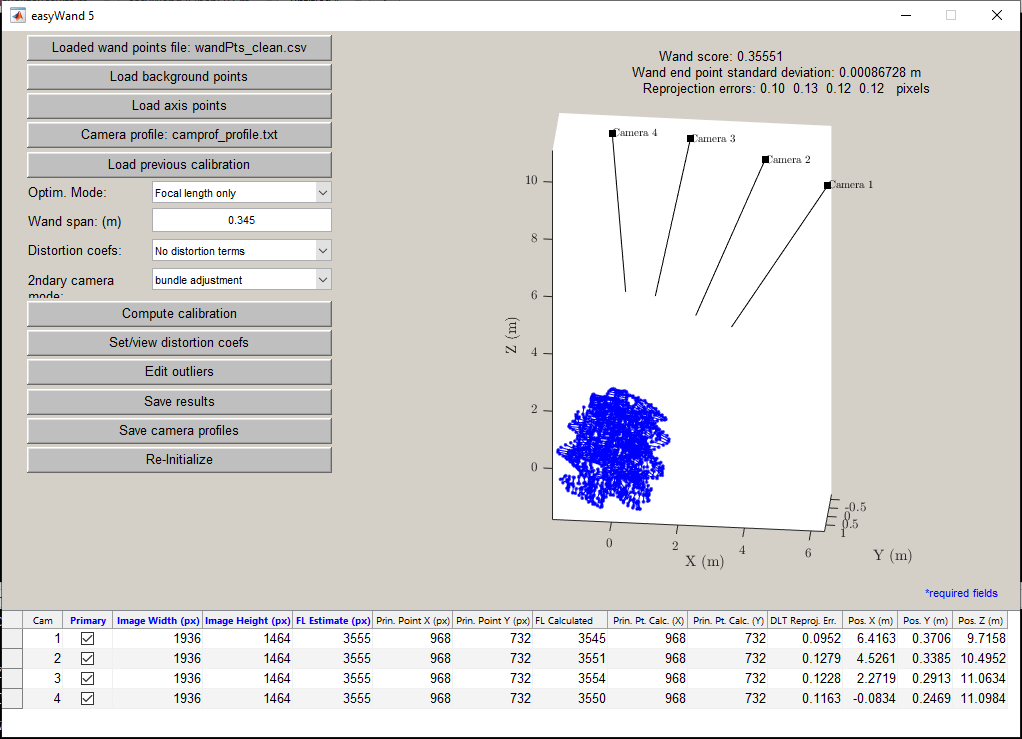 easyWand 5
Loaded wand points file: wandPts_clean.csv
Load background points
Load axis points
Camera profile: camprof_profile.txt
Load previous calibration
Optim. Mode: Focal length only
Wand span: (m) 0.345
Distortion coefs: No distortion terms
2ndary camera mode: bundle adjustment
Compute calibration
Set/view distortion coefs
Edit outliers
Save results
Save camera profiles
Re-Initialize
Wand score: 0.35551
Wand end point standard deviation: 0.00086728 m
Reprojection errors: 0.10 0.13 0.12 0.12 pixels
Camera 4
Camera 3
Camera 2
Camera 1
10
8
6
4
2
0
Z (m)
0 2 4 6
X (m)
-0.5
0
0.5
1
Y (m)
*required fields
Cam Primary Image Width (px) Image Height (px) FL Estimate (px) Prin. Point X (px) Prin. Point Y (px) FL Calculated Prin. Pt. Calc. (X) Prin. Pt. Calc. (Y) DLT Reproj. Err. Pos. X (m) Pos. Y (m) Pos. Z (m)
1 1936 1464 3555 968 732 3545 968 732 0.0952 6.4163 0.3706 9.7158
2 1936 1464 3555 968 732 3551 968 732 0.1279 4.5261 0.3385 10.4952
3 1936 1464 3555 968 732 3554 968 732 0.1228 2.2719 0.2913 11.0634
4 1936 1464 3555 968 732 3550 968 732 0.1163 -0.0834 0.2469 11.0984